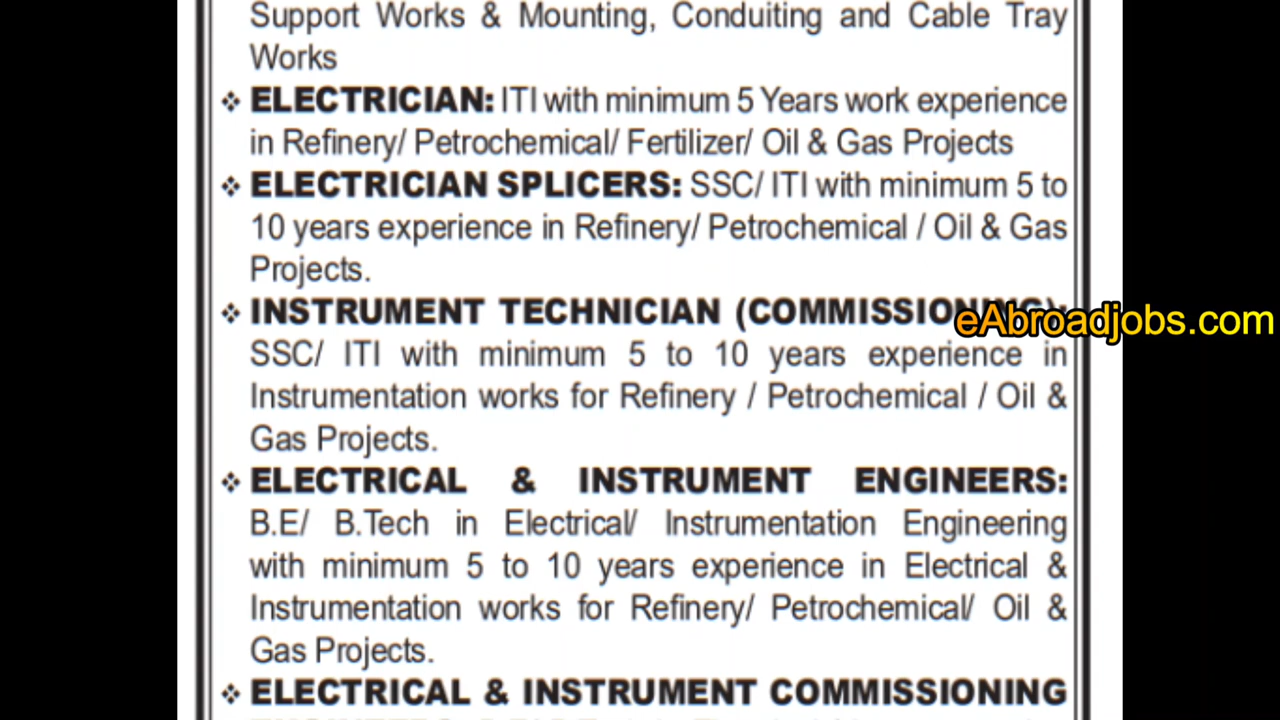 Support Works & Mounting, Conduiting and Cable Tray
Works
❖ ELECTRICIAN: ITI with minimum 5 Years work experience
in Refinery/ Petrochemical/ Fertilizer/ Oil & Gas Projects
❖ ELECTRICIAN SPLICERS: SSC/ ITI with minimum 5 to
10 years experience in Refinery/ Petrochemical / Oil & Gas
Projects.
❖ INSTRUMENT TECHNICIAN (COMMISSIONING):
eAbroadjobs.com
SSC/ ITI with minimum 5 to 10 years experience in
Instrumentation works for Refinery / Petrochemical / Oil &
Gas Projects.
❖ ELECTRICAL & INSTRUMENT ENGINEERS:
B.E/ B.Tech in Electrical/ Instrumentation Engineering
with minimum 5 to 10 years experience in Electrical &
Instrumentation works for Refinery/ Petrochemical/ Oil &
Gas Projects.
❖ ELECTRICAL & INSTRUMENT COMMISSIONING